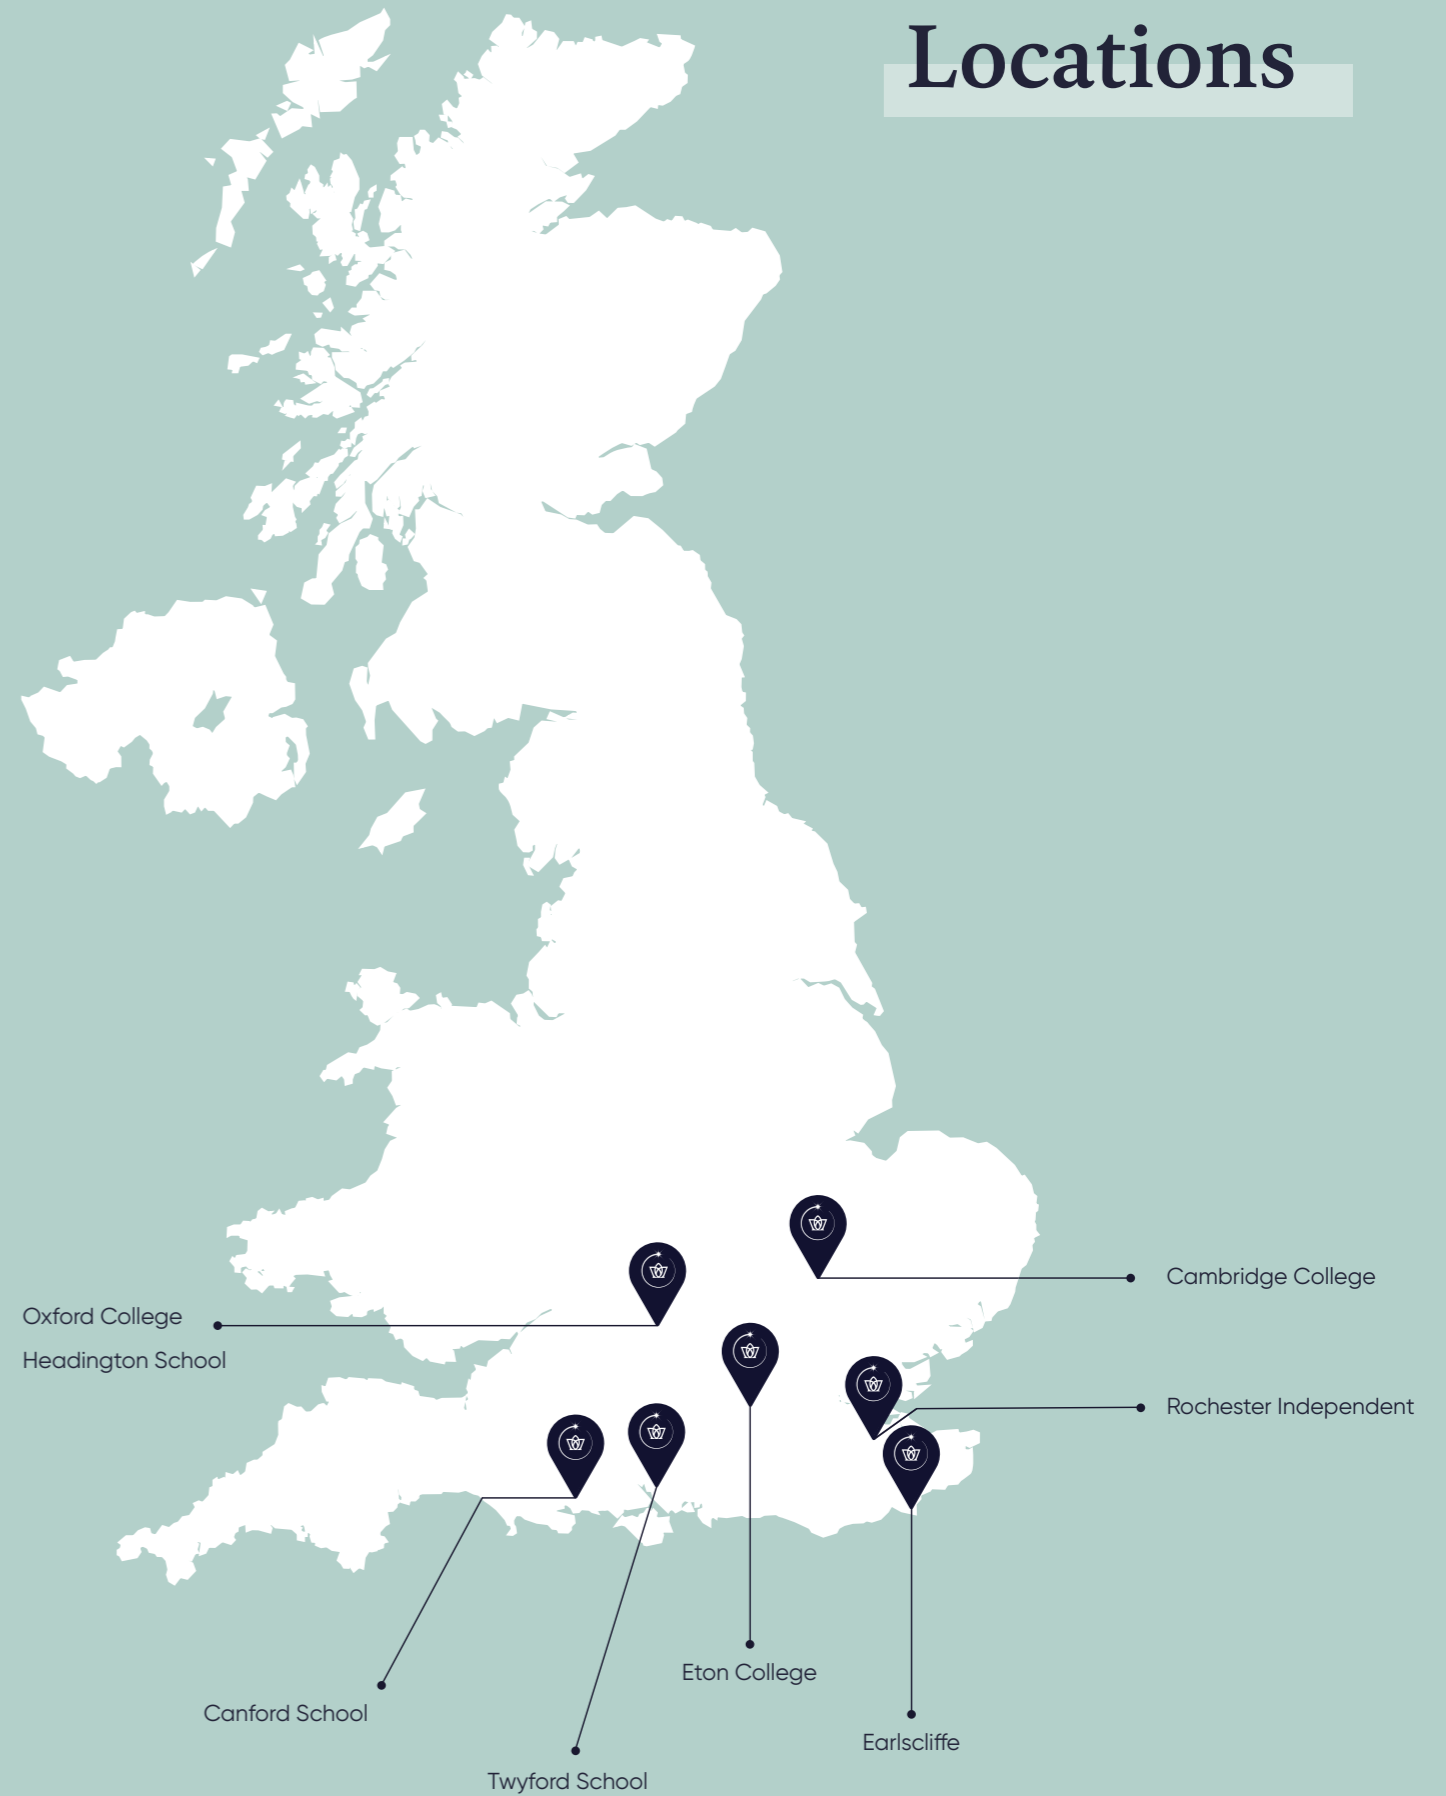 Locations
Cambridge College
Oxford College
Headington School
Rochester Independent
Eton College
Canford School
Earlscliffe
Twyford School